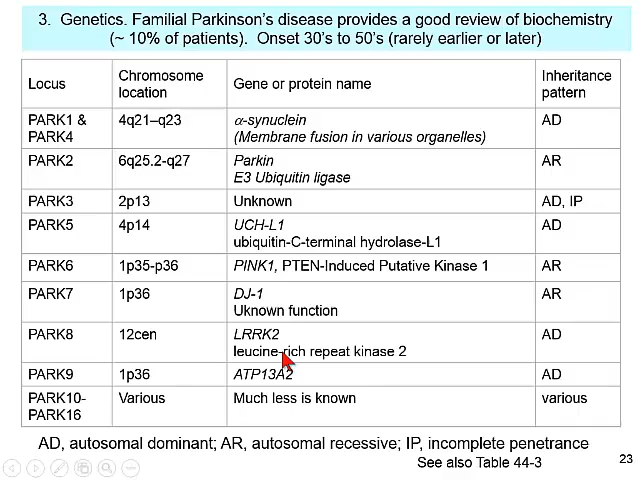 3. Genetics. Familial Parkinson's disease provides a good review of biochemistry
(~ 10% of patients). Onset 30's to 50's (rarely earlier or later)
Locus Chromosome location Gene or protein name Inheritance pattern
PARK1 & PARK4 4q21–q23 α-synuclein (Membrane fusion in various organelles) AD
PARK2 6q25.2-q27 Parkin E3 Ubiquitin ligase AR
PARK3 2p13 Unknown AD, IP
PARK5 4p14 UCH-L1 ubiquitin-C-terminal hydrolase-L1 AD
PARK6 1p35-p36 PINK1, PTEN-Induced Putative Kinase 1 AR
PARK7 1p36 DJ-1 Uknown function AR
PARK8 12cen LRRK2 leucine-rich repeat kinase 2 AD
PARK9 1p36 ATP13A2 AD
PARK10-PARK16 Various Much less is known various
AD, autosomal dominant; AR, autosomal recessive; IP, incomplete penetrance
See also Table 44-3
23